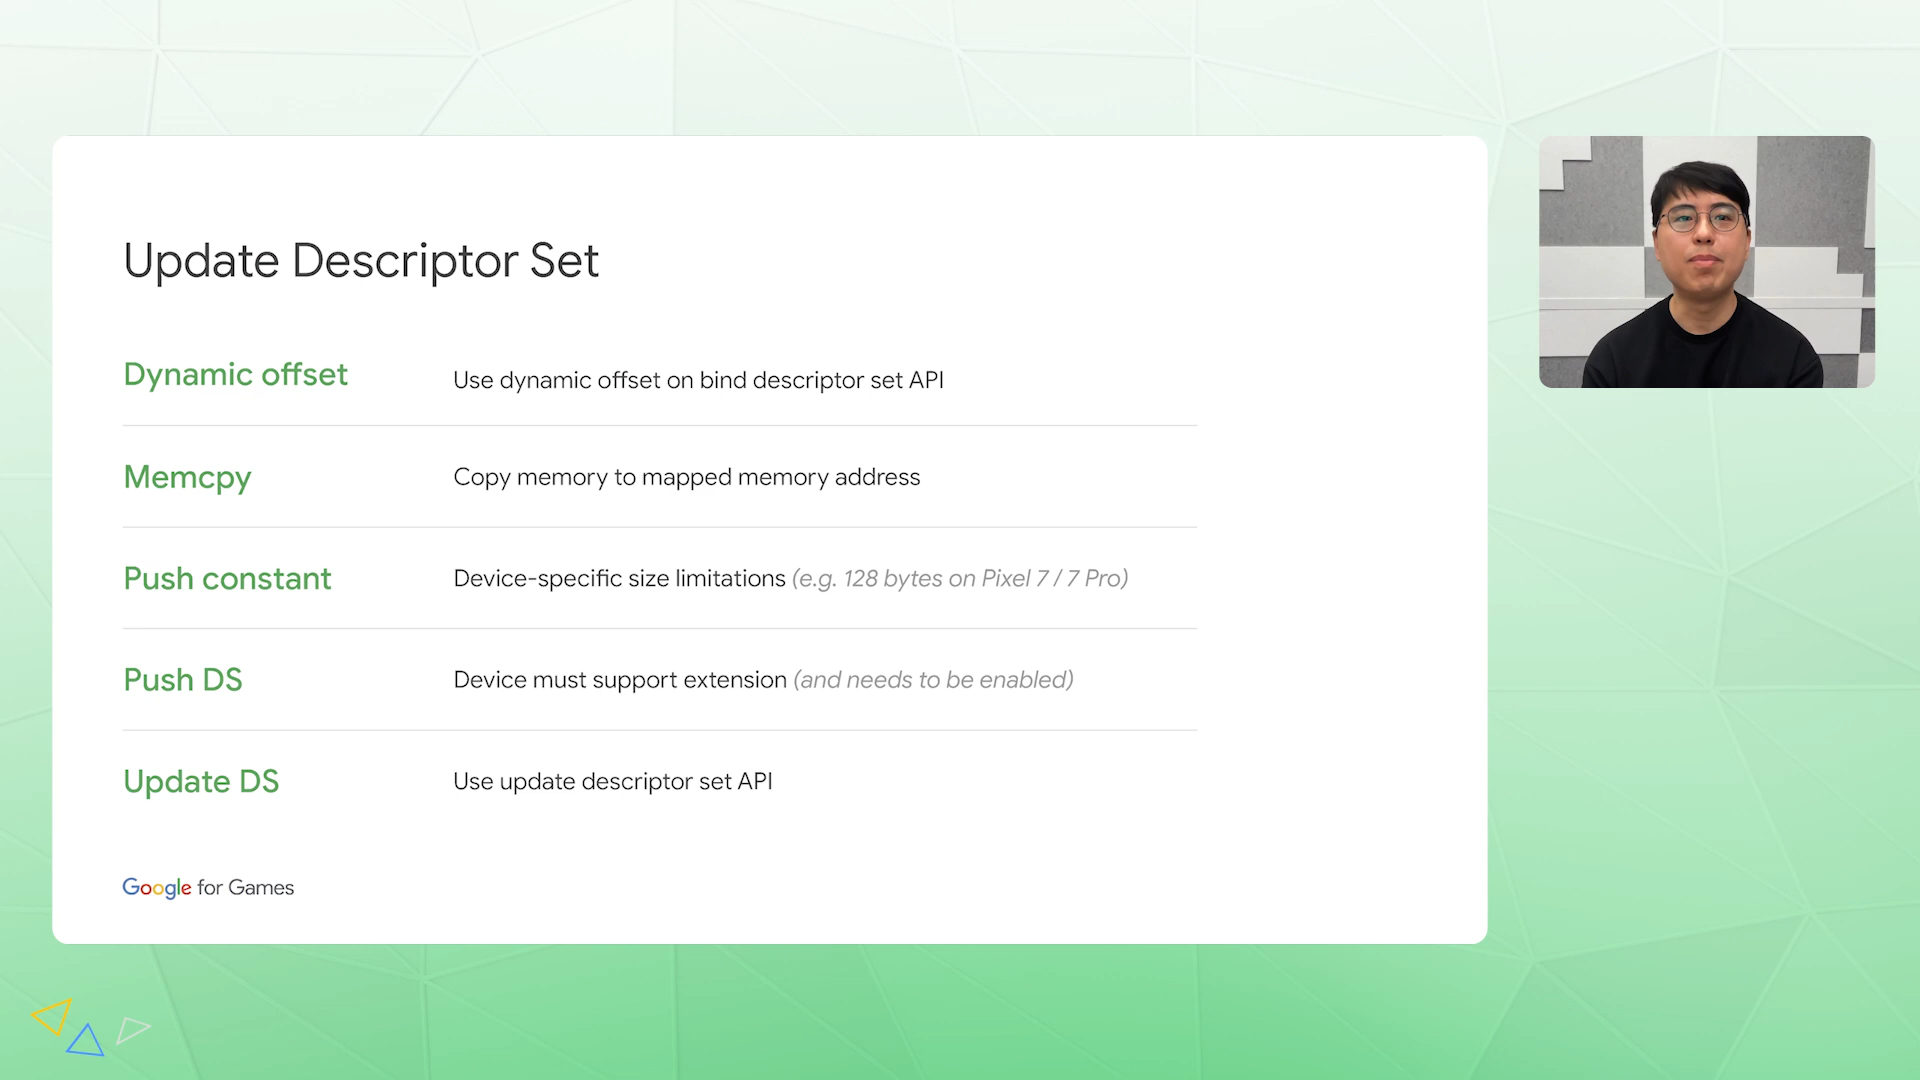 Update Descriptor Set
Dynamic offset Use dynamic offset on bind descriptor set API
Memcpy Copy memory to mapped memory address
Push constant Device-specific size limitations (e.g. 128 bytes on Pixel 7 / 7 Pro)
Push DS Device must support extension (and needs to be enabled)
Update DS Use update descriptor set API
Google for Games